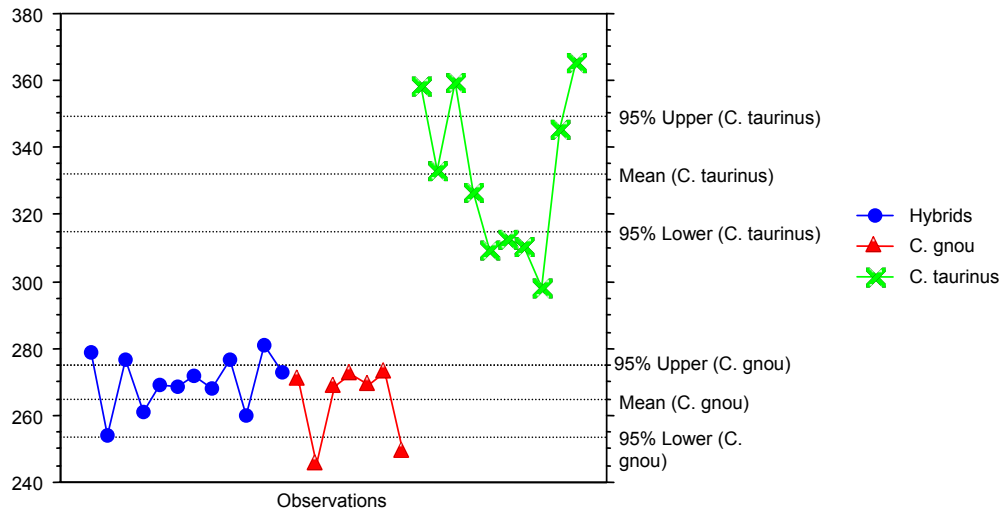 380
360
340
320
300
280
260
240
Observations
95% Upper (C. taurinus)
Mean (C. taurinus)
95% Lower (C. taurinus)
95% Upper (C. gnou)
Mean (C. gnou)
95% Lower (C.
gnou)
Hybrids
C. gnou
C. taurinus